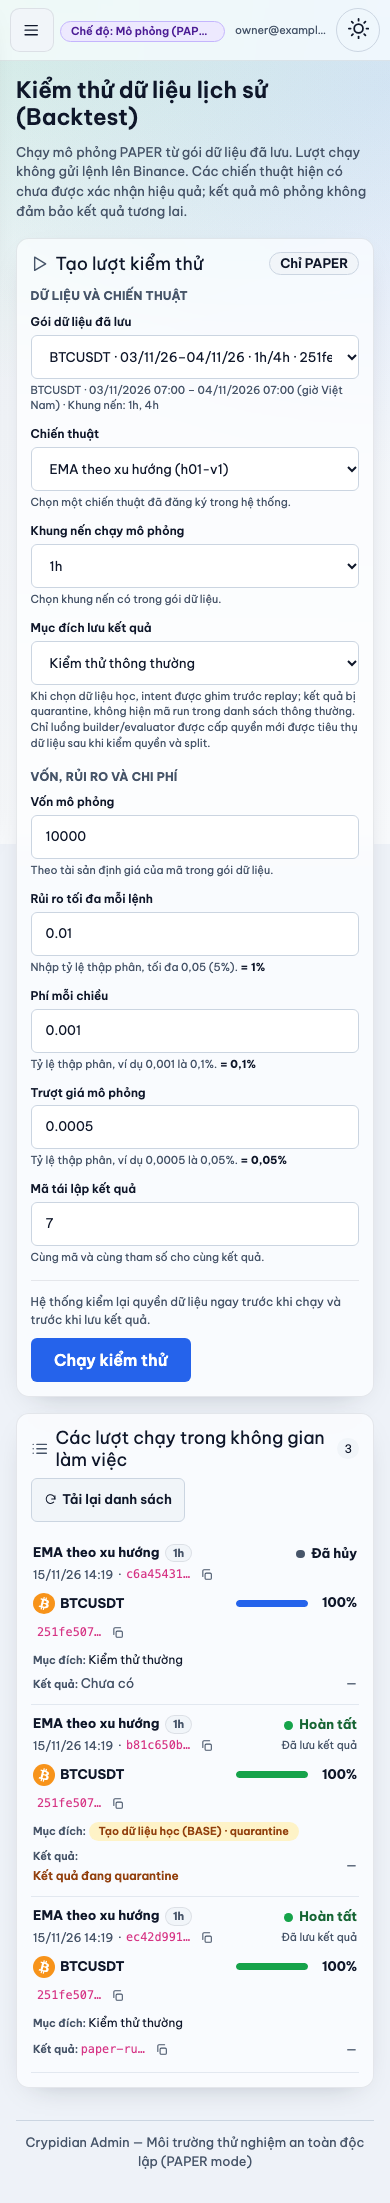 Chế độ: Mô phỏng (PAP...
owner@exampl...
Kiểm thử dữ liệu lịch sử
(Backtest)
Chạy mô phỏng PAPER từ gói dữ liệu đã lưu. Lượt chạy
không gửi lệnh lên Binance. Các chiến thuật hiện có
chưa được xác nhận hiệu quả; kết quả mô phỏng không
đảm bảo kết quả tương lai.
Tạo lượt kiểm thử
Chỉ PAPER
DỮ LIỆU VÀ CHIẾN THUẬT
Gói dữ liệu đã lưu
BTCUSDT · 03/11/26–04/11/26 · 1h/4h · 251fe
BTCUSDT · 03/11/2026 07:00 – 04/11/2026 07:00 (giờ Việt
Nam) · Khung nến: 1h, 4h
Chiến thuật
EMA theo xu hướng (h01-v1)
Chọn một chiến thuật đã đăng ký trong hệ thống.
Khung nến chạy mô phỏng
1h
Chọn khung nến có trong gói dữ liệu.
Mục đích lưu kết quả
Kiểm thử thông thường
Khi chọn dữ liệu học, intent được ghim trước replay; kết quả bị
quarantine, không hiện mã run trong danh sách thông thường.
Chỉ luồng builder/evaluator được cấp quyền mới được tiêu thụ
dữ liệu sau khi kiểm quyền và split.
VỐN, RỦI RO VÀ CHI PHÍ
Vốn mô phỏng
10000
Theo tài sản định giá của mã trong gói dữ liệu.
Rủi ro tối đa mỗi lệnh
0.01
Nhập tỷ lệ thập phân, tối đa 0,05 (5%). = 1%
Phí mỗi chiều
0.001
Tỷ lệ thập phân, ví dụ 0,001 là 0,1%. = 0,1%
Trượt giá mô phỏng
0.0005
Tỷ lệ thập phân, ví dụ 0,0005 là 0,05%. = 0,05%
Mã tái lập kết quả
7
Cùng mã và cùng tham số cho cùng kết quả.
Hệ thống kiểm lại quyền dữ liệu ngay trước khi chạy và
trước khi lưu kết quả.
Chạy kiểm thử
Các lượt chạy trong không gian
làm việc
3
Tải lại danh sách
EMA theo xu hướng 1h
Đã hủy
15/11/26 14:19 · c6a45431…
BTCUSDT
100%
251fe507…
Mục đích: Kiểm thử thông thường
Kết quả: Chưa có
—
EMA theo xu hướng 1h
Hoàn tất
15/11/26 14:19 · b81c650b…
Đã lưu kết quả
BTCUSDT
100%
251fe507…
Mục đích: Tạo dữ liệu học (BASE) · quarantine
Kết quả:
Kết quả đang quarantine
—
EMA theo xu hướng 1h
Hoàn tất
15/11/26 14:19 · ec42d991…
Đã lưu kết quả
BTCUSDT
100%
251fe507…
Mục đích: Kiểm thử thông thường
Kết quả: paper–ru…
—
Crypidian Admin — Môi trường thử nghiệm an toàn độc
lập (PAPER mode)